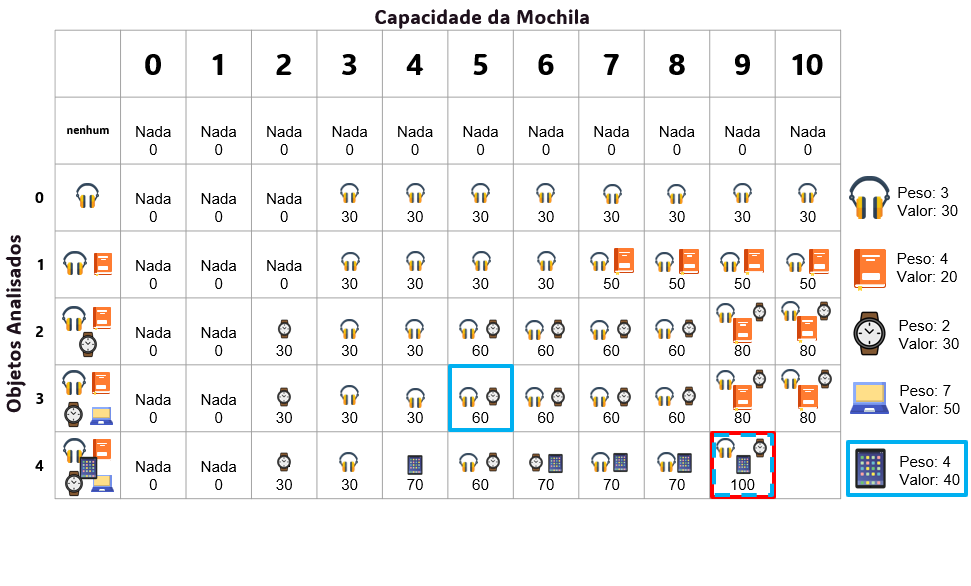 Capacidade da Mochila
0 1 2 3 4 5 6 7 8 9 10
nenhum
Nada Nada Nada Nada Nada Nada Nada Nada Nada Nada Nada
0 0 0 0 0 0 0 0 0 0 0
Objetos Analisados
0
Nada Nada Nada
0 0 0 30 30 30 30 30 30 30 30
Peso: 3
Valor: 30
1
Nada Nada Nada
0 0 0 30 30 30 30 50 50 50 50
Peso: 4
Valor: 20
2
Nada Nada
0 0 30 30 30 60 60 60 60 80 80
Peso: 2
Valor: 30
3
Nada Nada
0 0 30 30 30 60 60 60 60 80 80
Peso: 7
Valor: 50
4
Nada Nada
0 0 30 30 70 60 70 70 70 100
Peso: 4
Valor: 40